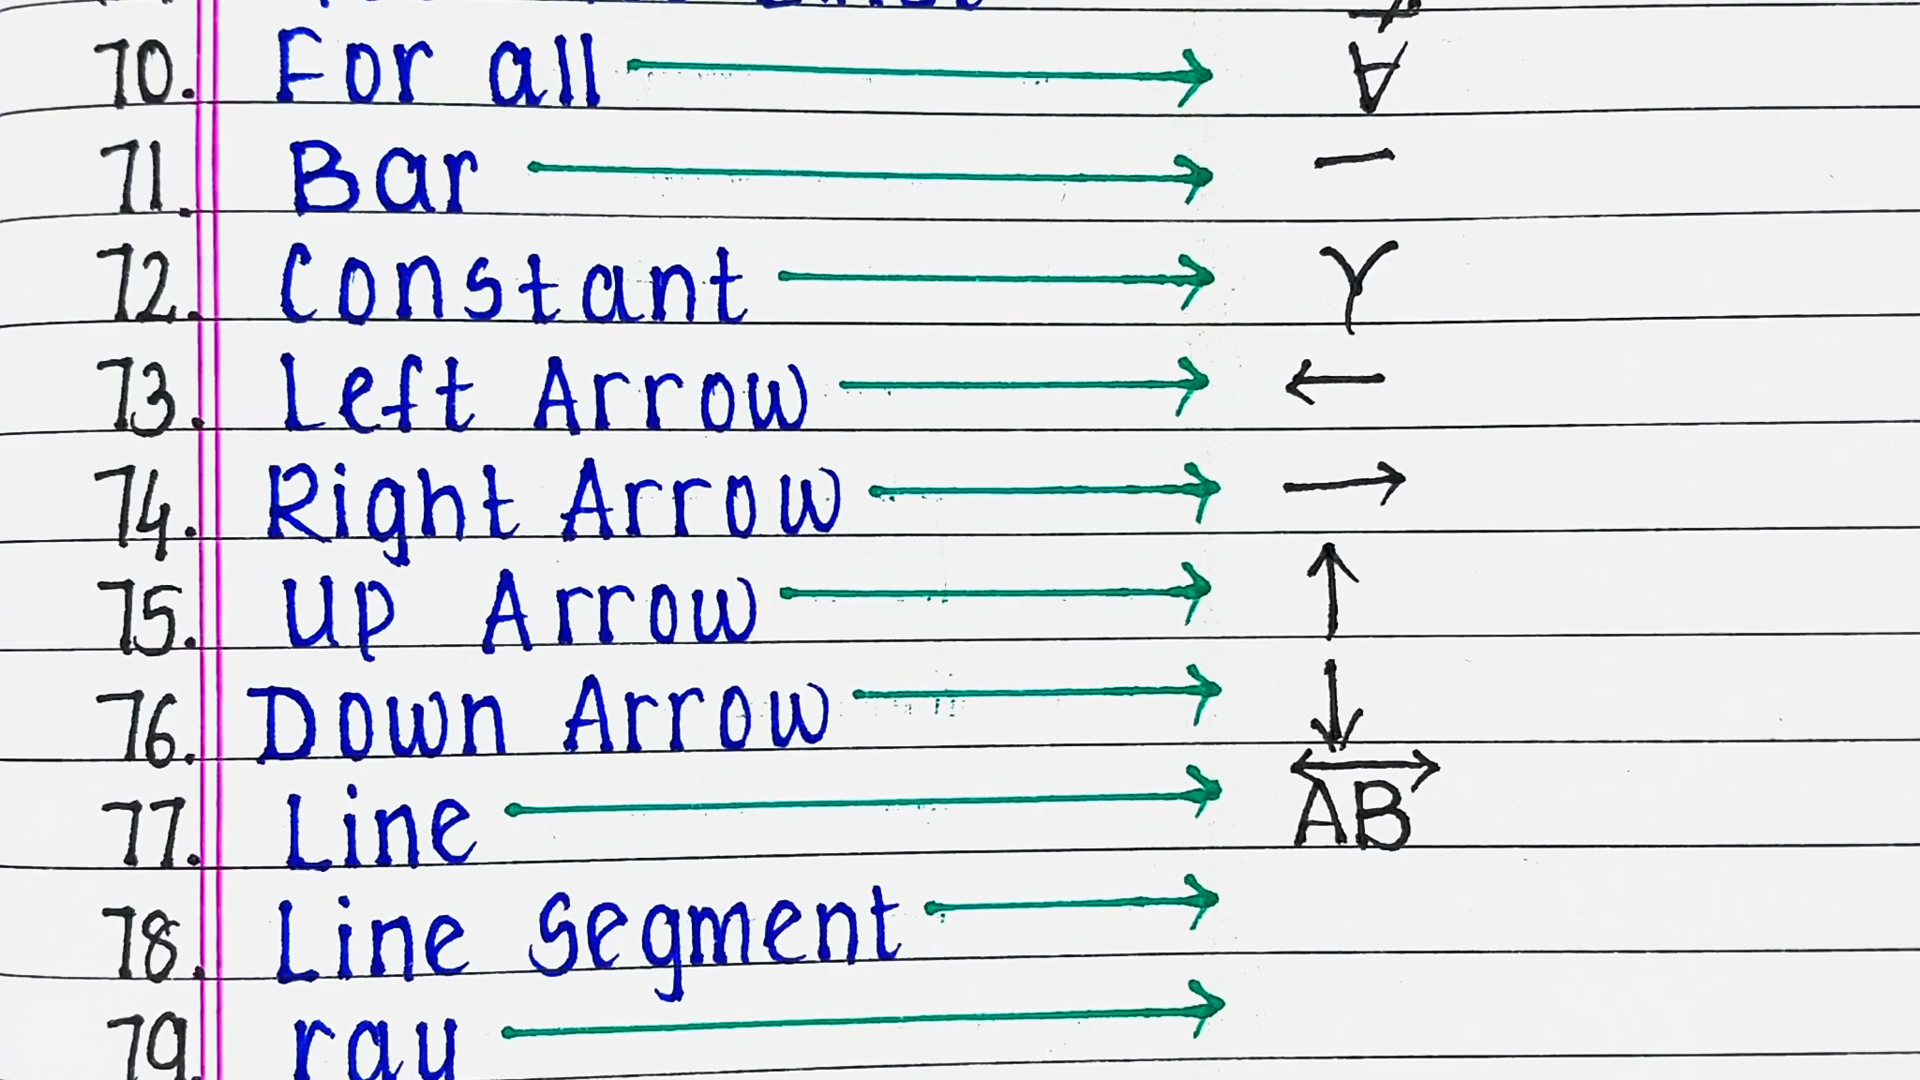 70. For all → ∀
71. Bar → —
72. Constant → γ
73. Left Arrow → ←
74. Right Arrow → →
75. Up Arrow → ↑
76. Down Arrow → ↓
77. Line → A͟B⃡
78. Line Segment →
79. ray →